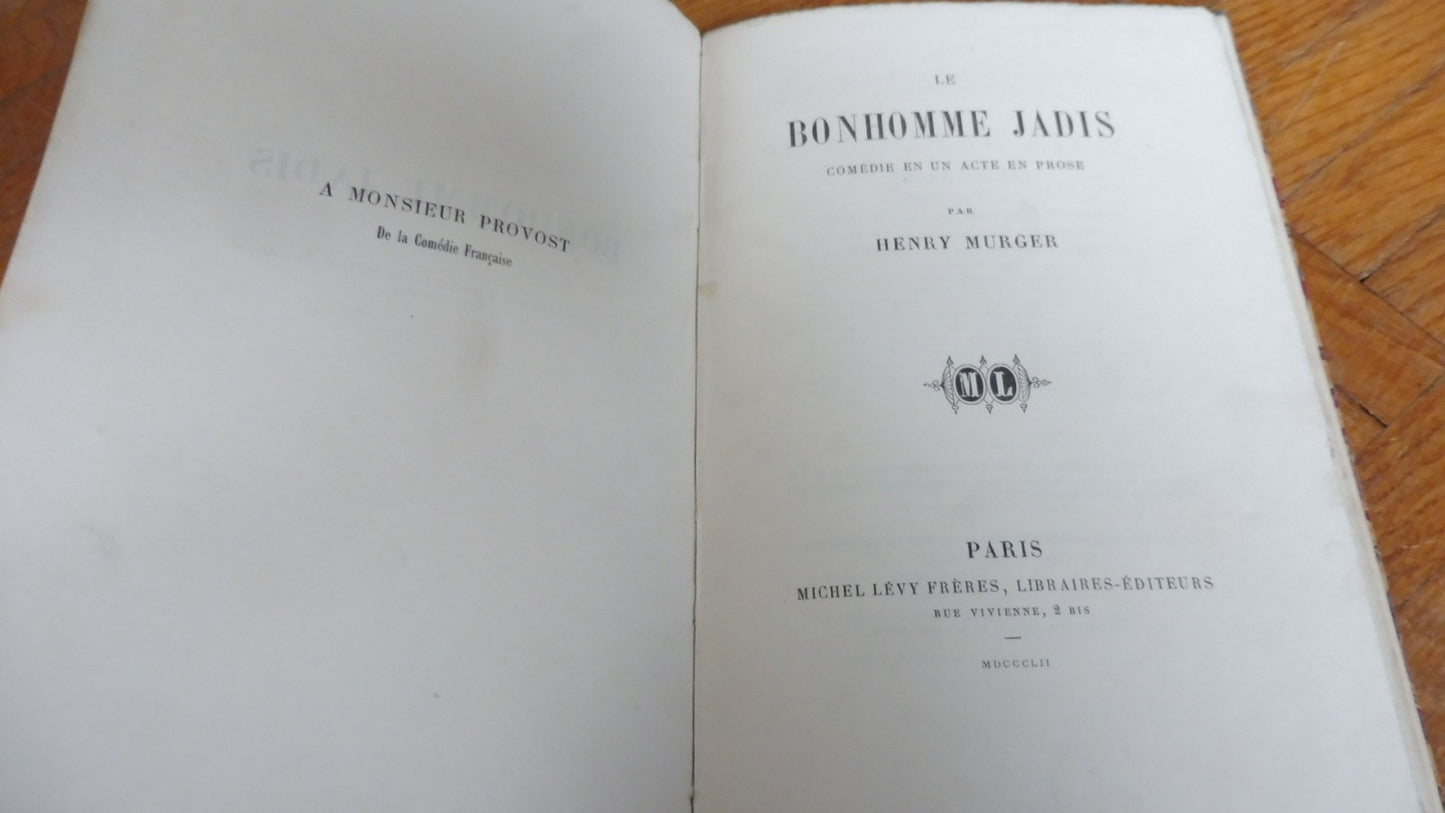 A MONSIEUR PROVOST
De la Comédie Française
LE
BONHOMME JADIS
COMÉDIE EN UN ACTE EN PROSE
PAR
HENRY MURGER
ML
PARIS
MICHEL LÉVY FRÈRES, LIBRAIRES-ÉDITEURS
RUE VIVIENNE, 2 BIS
—
MDCCCLII